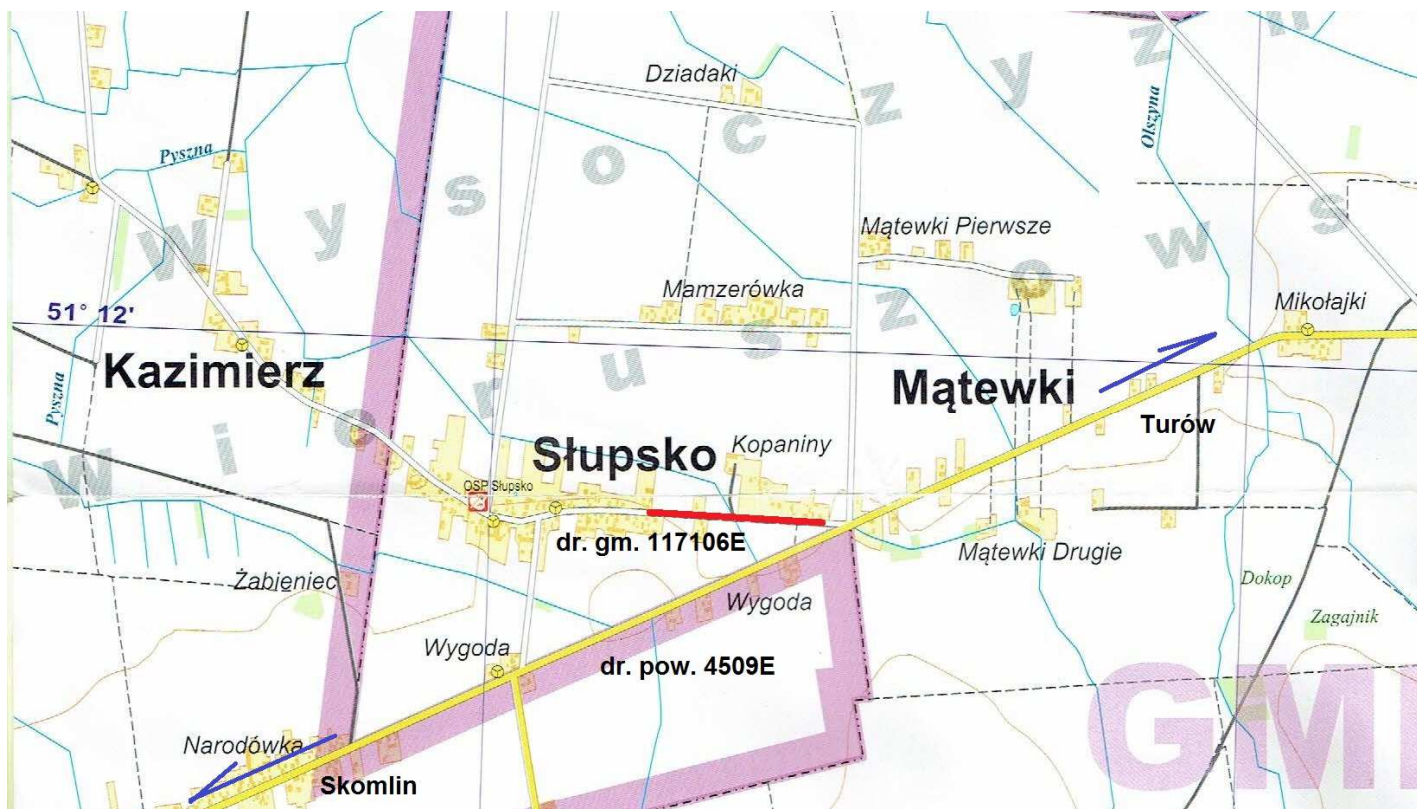 Dziadaki
Olszyna
Pyszna
W y s o c z y z n
Mątewki Pierwsze
Mamzerówka
Mikołajki
51° 12'
Kazimierz
Mątewki
Pyszna
Turów
Słupsko
Kopaniny
W i o r u s z o w s
OSP Słupsko
dr. gm. 117106E
Mątewki Drugie
Żabieniec
Dokop
Wygoda
Zagajnik
Wygoda
dr. pow. 4509E
GMI
Narodówka
Skomlin